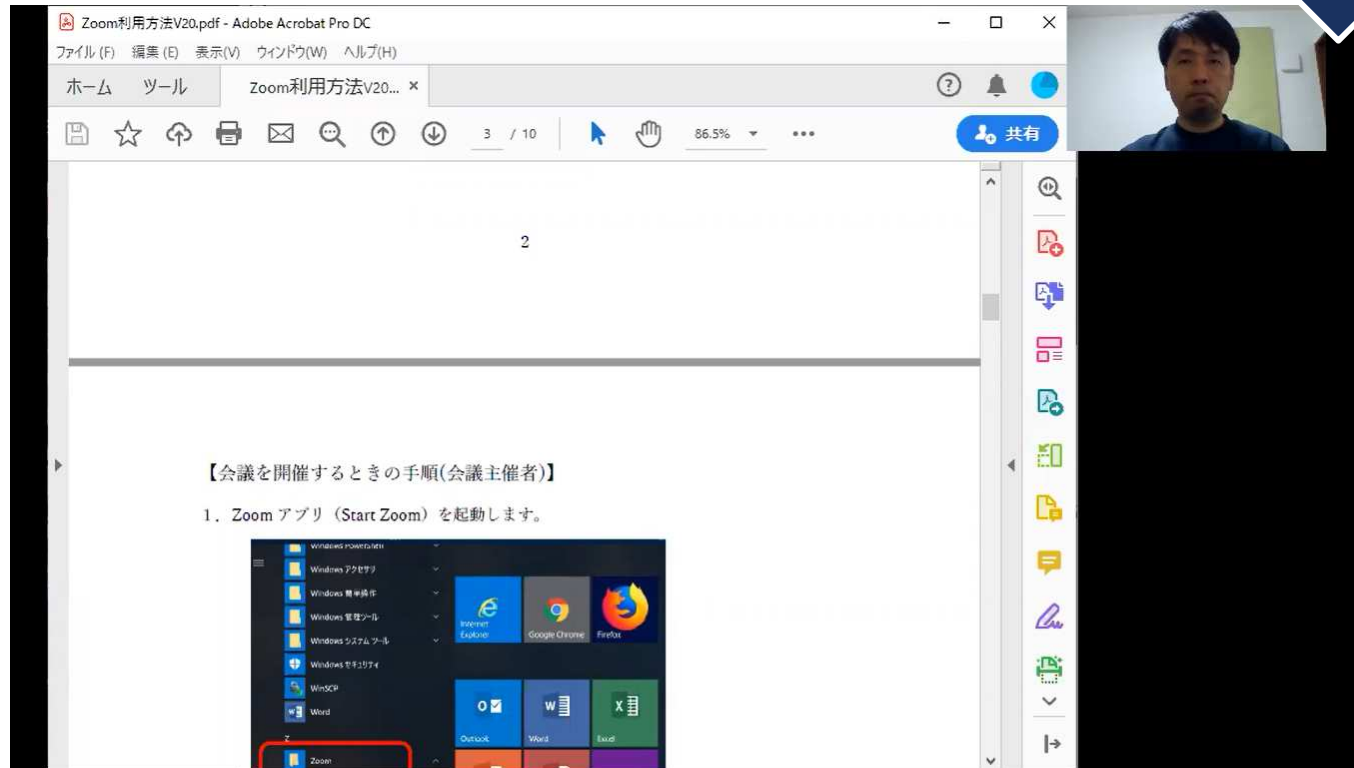 Zoom利用方法V20.pdf - Adobe Acrobat Pro DC
ファイル(F) 編集(E) 表示(V) ウィンドウ(W) ヘルプ(H)
ホーム ツール Zoom利用方法V20... ×
3 / 10 86.5% 共有
2
【会議を開催するときの手順(会議主催者)】
1．Zoom アプリ（Start Zoom）を起動します。
Windows PowerShell
Windows アクセサリ
Windows 簡単操作
Windows 管理ツール
Windows システム ツール
Windows セキュリティ
WinSCP
Word
Z
Zoom
Internet Explorer
Google Chrome
Firefox
Outlook
Word
Excel